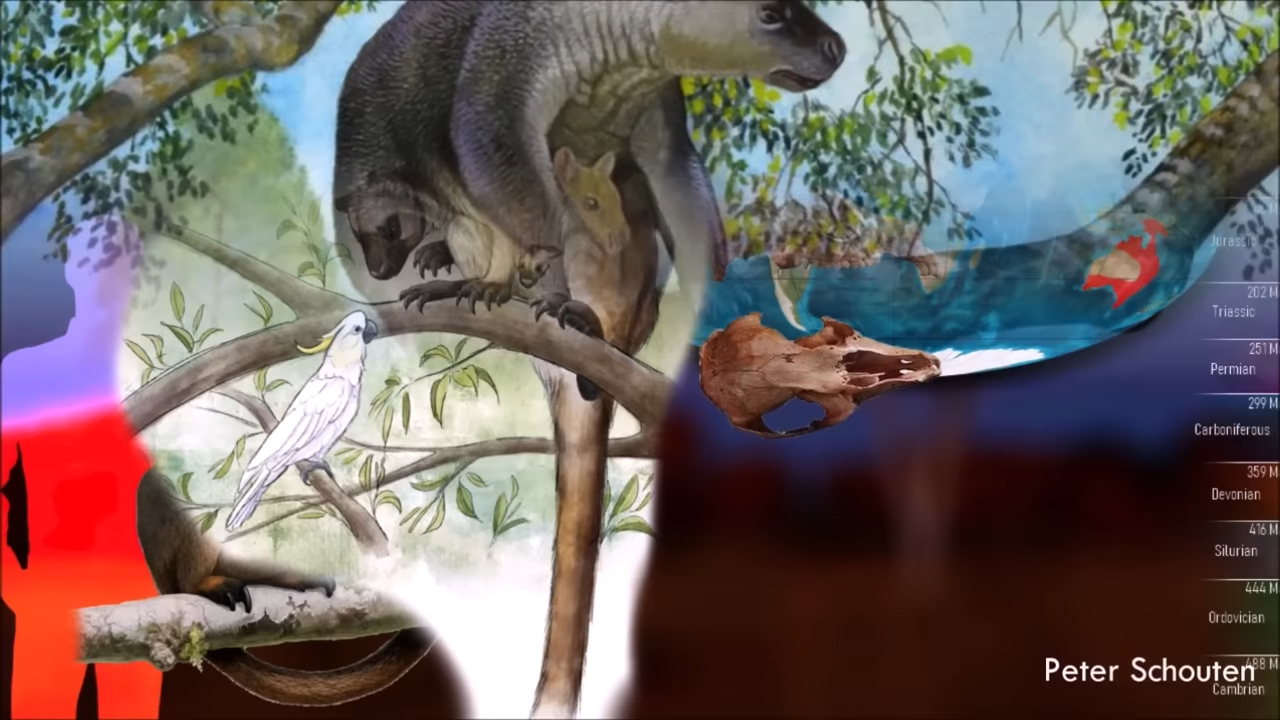 Jurassic
202 M
Triassic
251 M
Permian
299 M
Carboniferous
359 M
Devonian
416 M
Silurian
444 M
Ordovician
488 M
Peter Schouten
Cambrian